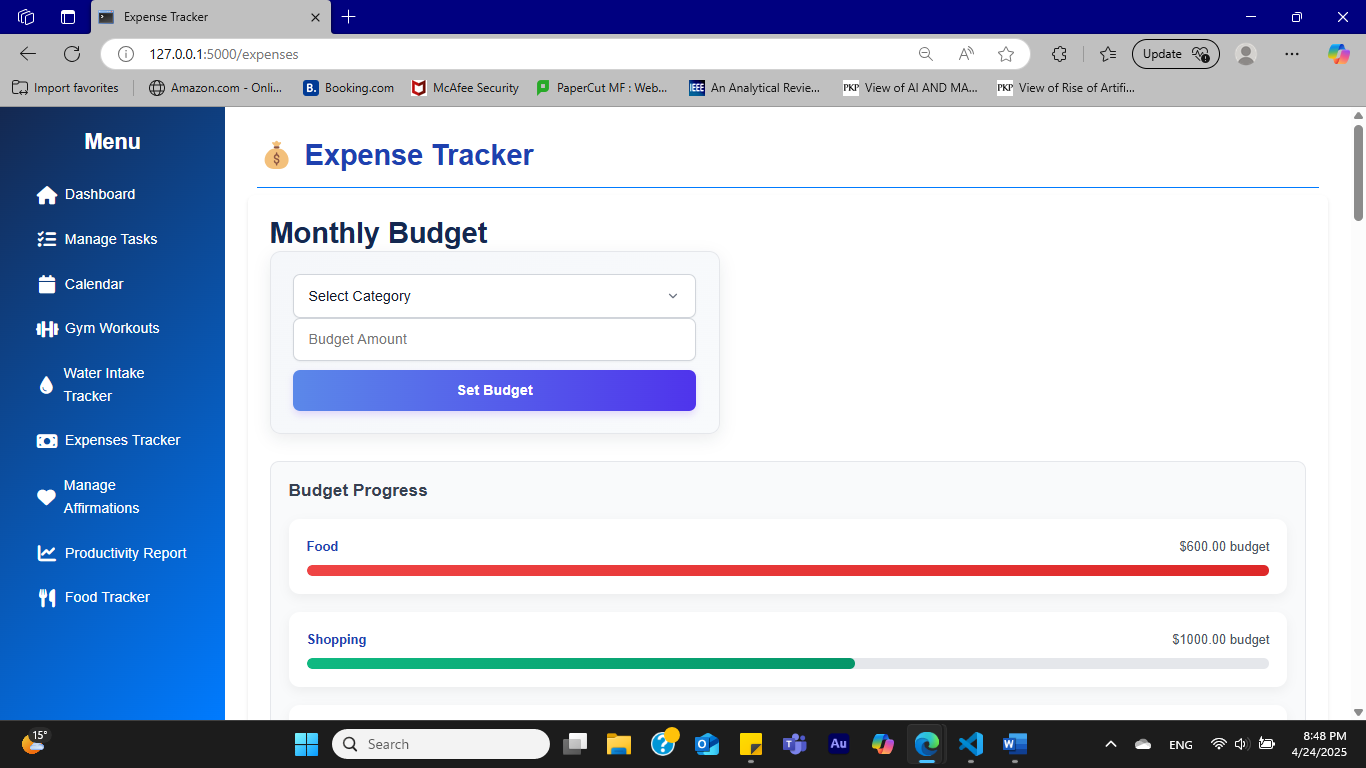 Expense Tracker
127.0.0.1:5000/expenses
Update
Import favorites
Amazon.com - Onli...
B.
Booking.com
McAfee Security
PaperCut MF : Web...
IEEE
An Analytical Revie...
PKP
View of AI AND MA...
PKP
View of Rise of Artifi...
Menu
Dashboard
Manage Tasks
Calendar
Gym Workouts
Water Intake
Tracker
Expenses Tracker
Manage
Affirmations
Productivity Report
Food Tracker
Expense Tracker
Monthly Budget
Select Category
Budget Amount
Set Budget
Budget Progress
Food
$600.00 budget
Shopping
$1000.00 budget
15°
Search
Au
ENG
8:48 PM
4/24/2025